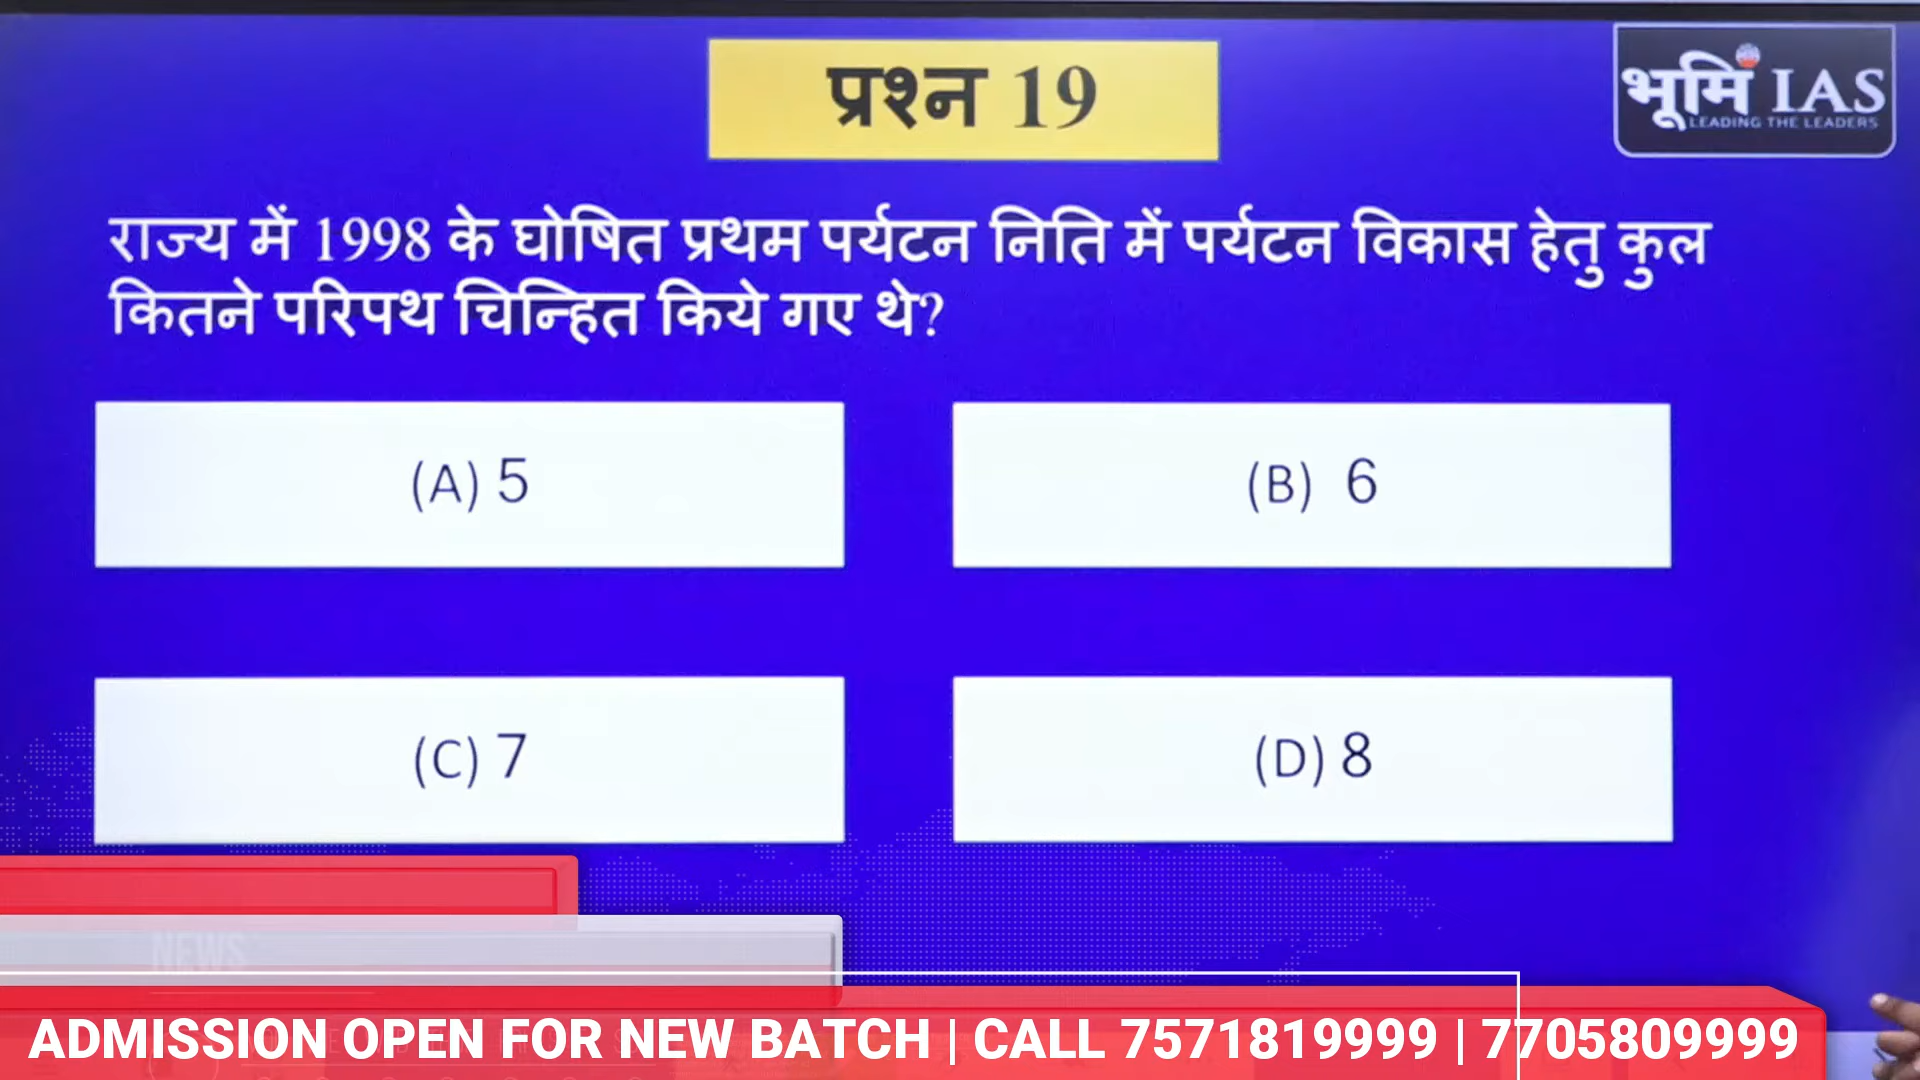 प्रश्न 19
भूमि IAS
LEADING THE LEADERS
राज्य में 1998 के घोषित प्रथम पर्यटन निति में पर्यटन विकास हेतु कुल
कितने परिपथ चिन्हित किये गए थे?
(A) 5
(B) 6
(C) 7
(D) 8
NEWS
ADMISSION OPEN FOR NEW BATCH | CALL 7571819999 | 7705809999